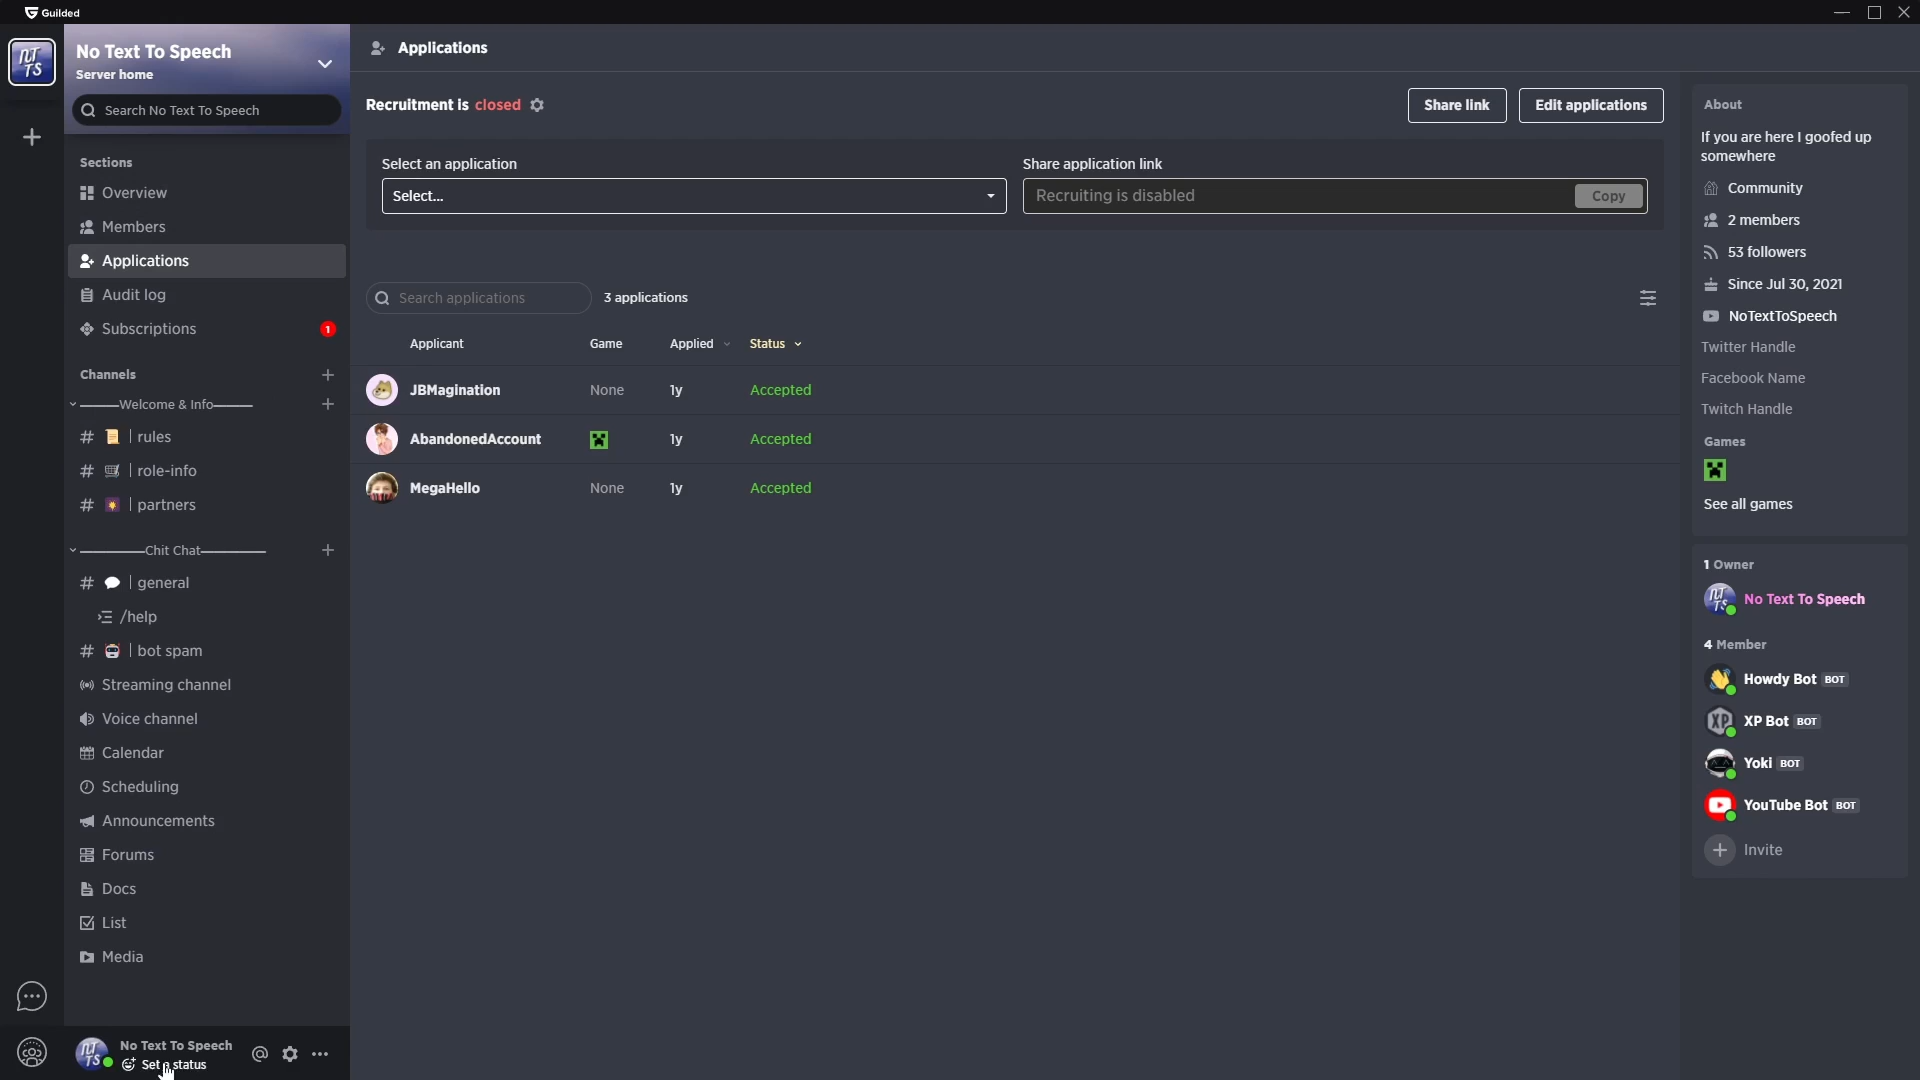 Guilded
No Text To Speech
Server home
Search No Text To Speech
Sections
Overview
Members
Applications
Audit log
Subscriptions
1
Channels
Welcome & Info
# | rules
# | role-info
# | partners
Chit Chat
# | general
/help
# | bot spam
Streaming channel
Voice channel
Calendar
Scheduling
Announcements
Forums
Docs
List
Media
No Text To Speech
Set a status
Applications
Recruitment is closed
Share link
Edit applications
Select an application
Select...
Share application link
Recruiting is disabled
Copy
Search applications
3 applications
Applicant Game Applied Status
JBMagination None 1y Accepted
AbandonedAccount 1y Accepted
MegaHello None 1y Accepted
About
If you are here I goofed up
somewhere
Community
2 members
53 followers
Since Jul 30, 2021
NoTextToSpeech
Twitter Handle
Facebook Name
Twitch Handle
Games
See all games
1 Owner
No Text To Speech
4 Member
Howdy Bot BOT
XP Bot BOT
Yoki BOT
YouTube Bot BOT
Invite